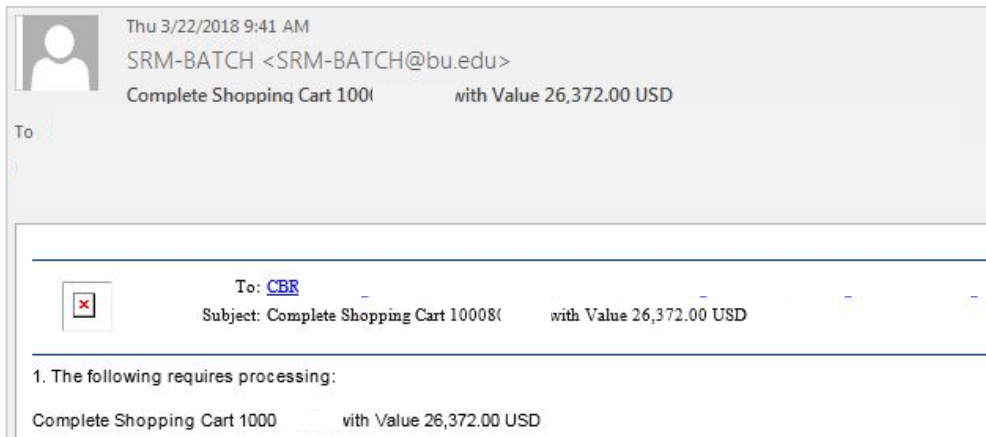 Thu 3/22/2018 9:41 AM
SRM-BATCH <SRM-BATCH@bu.edu>
Complete Shopping Cart with Value 26,372.00 USD
To
To: CBR
Subject: Complete Shopping Cart 10008 with Value 26,372.00 USD
1. The following requires processing:
Complete Shopping Cart 1000 with Value 26,372.00 USD